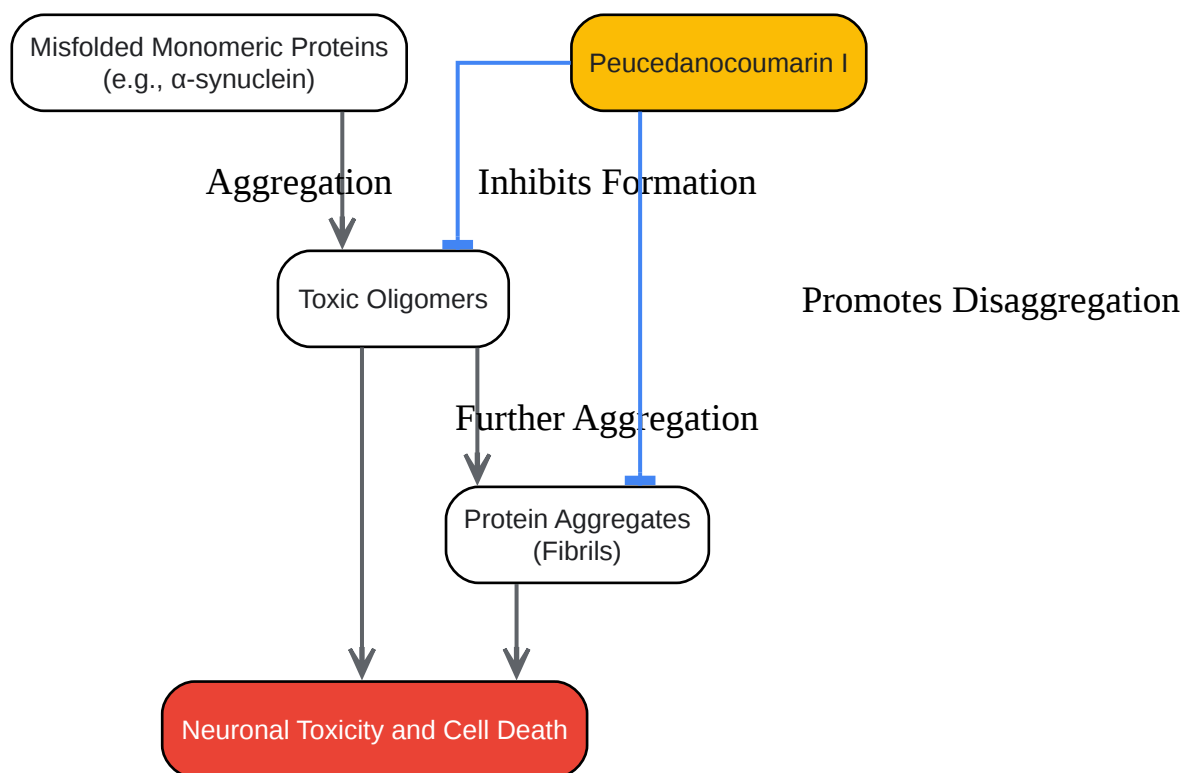 Misfolded Monomeric Proteins
(e.g., α-synuclein)
Peucedanocoumarin I
Aggregation
Inhibits Formation
Toxic Oligomers
Promotes Disaggregation
Further Aggregation
Protein Aggregates
(Fibrils)
Neuronal Toxicity and Cell Death